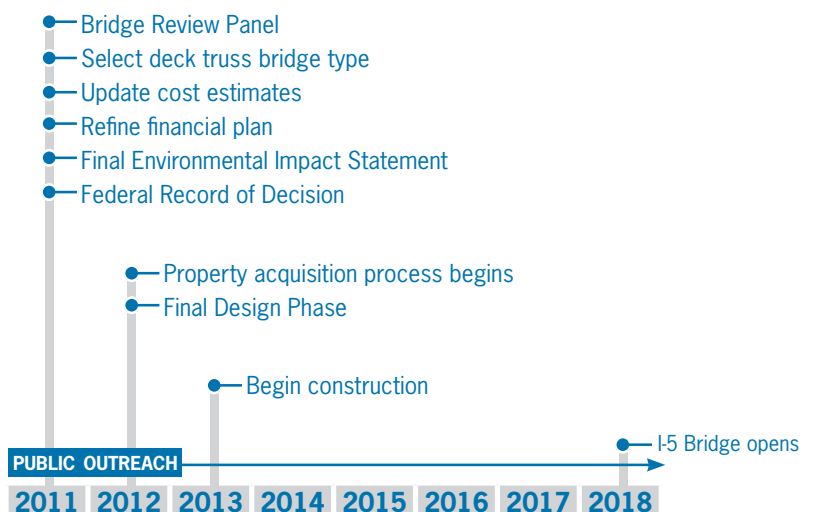 Bridge Review Panel
Select deck truss bridge type
Update cost estimates
Refine financial plan
Final Environmental Impact Statement
Federal Record of Decision
Property acquisition process begins
Final Design Phase
Begin construction
I-5 Bridge opens
PUBLIC OUTREACH
2011 2012 2013 2014 2015 2016 2017 2018